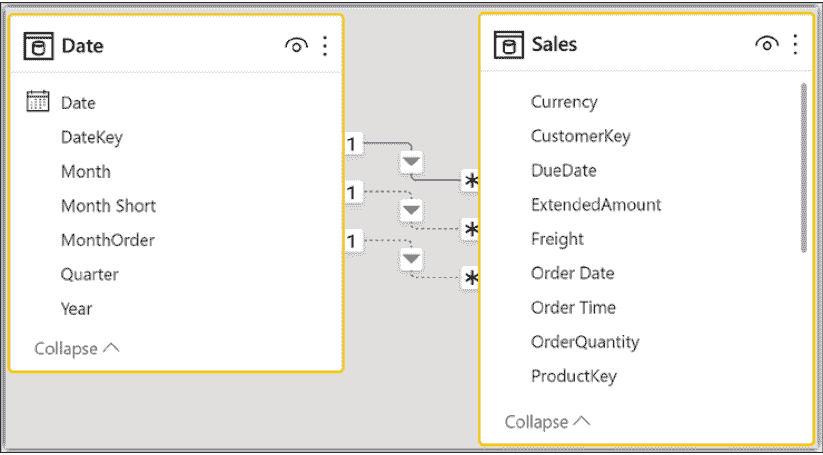 Date
Date
DateKey
Month
Month Short
MonthOrder
Quarter
Year
Collapse
1
*
1
*
1
*
Sales
Currency
CustomerKey
DueDate
ExtendedAmount
Freight
Order Date
Order Time
OrderQuantity
ProductKey
Collapse